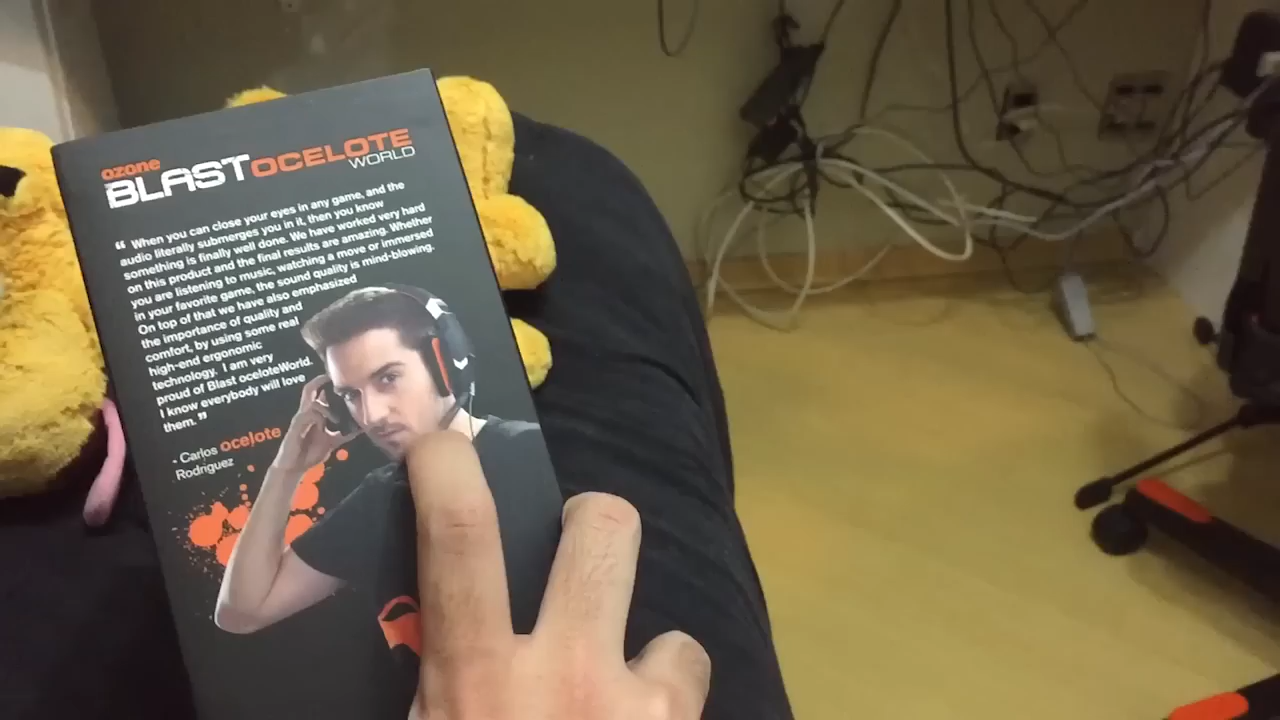 ozone
BLAST OCELOTE
WORLD
“ When you can close your eyes in any game, and the
audio literally submerges you in it, then you know
something is finally well done. We have worked very hard
on this product and the final results are amazing. Whether
you are listening to music, watching a move or immersed
in your favorite game, the sound quality is mind-blowing.
On top of that we have also emphasized
the importance of quality and
comfort, by using some real
high-end ergonomic
technology. I am very
proud of Blast oceloteWorld.
I know everybody will love
them. ”
- Carlos ocelote
Rodriguez